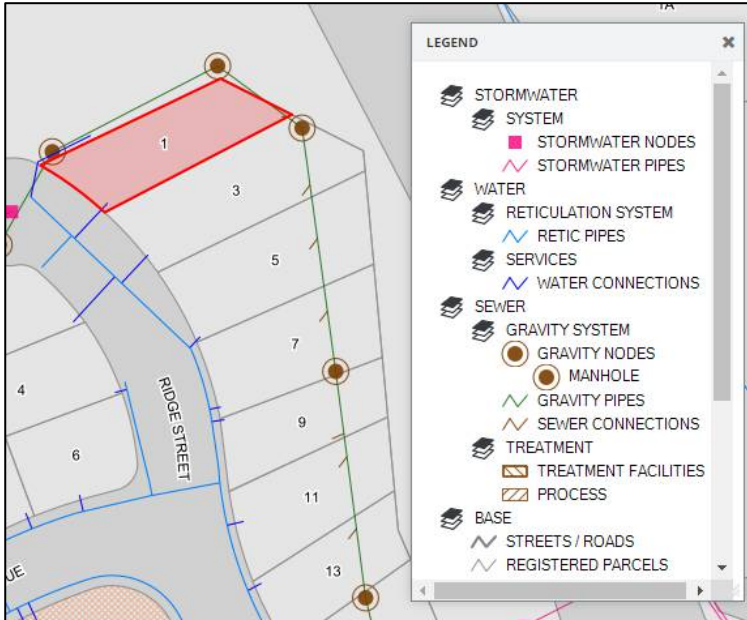 1A
LEGEND
STORMWATER
SYSTEM
STORMWATER NODES
STORMWATER PIPES
WATER
RETICULATION SYSTEM
RETIC PIPES
SERVICES
WATER CONNECTIONS
SEWER
GRAVITY SYSTEM
GRAVITY NODES
MANHOLE
GRAVITY PIPES
SEWER CONNECTIONS
TREATMENT
TREATMENT FACILITIES
PROCESS
BASE
STREETS / ROADS
REGISTERED PARCELS
1
3
5
7
9
11
13
4
6
RIDGE STREET
UE